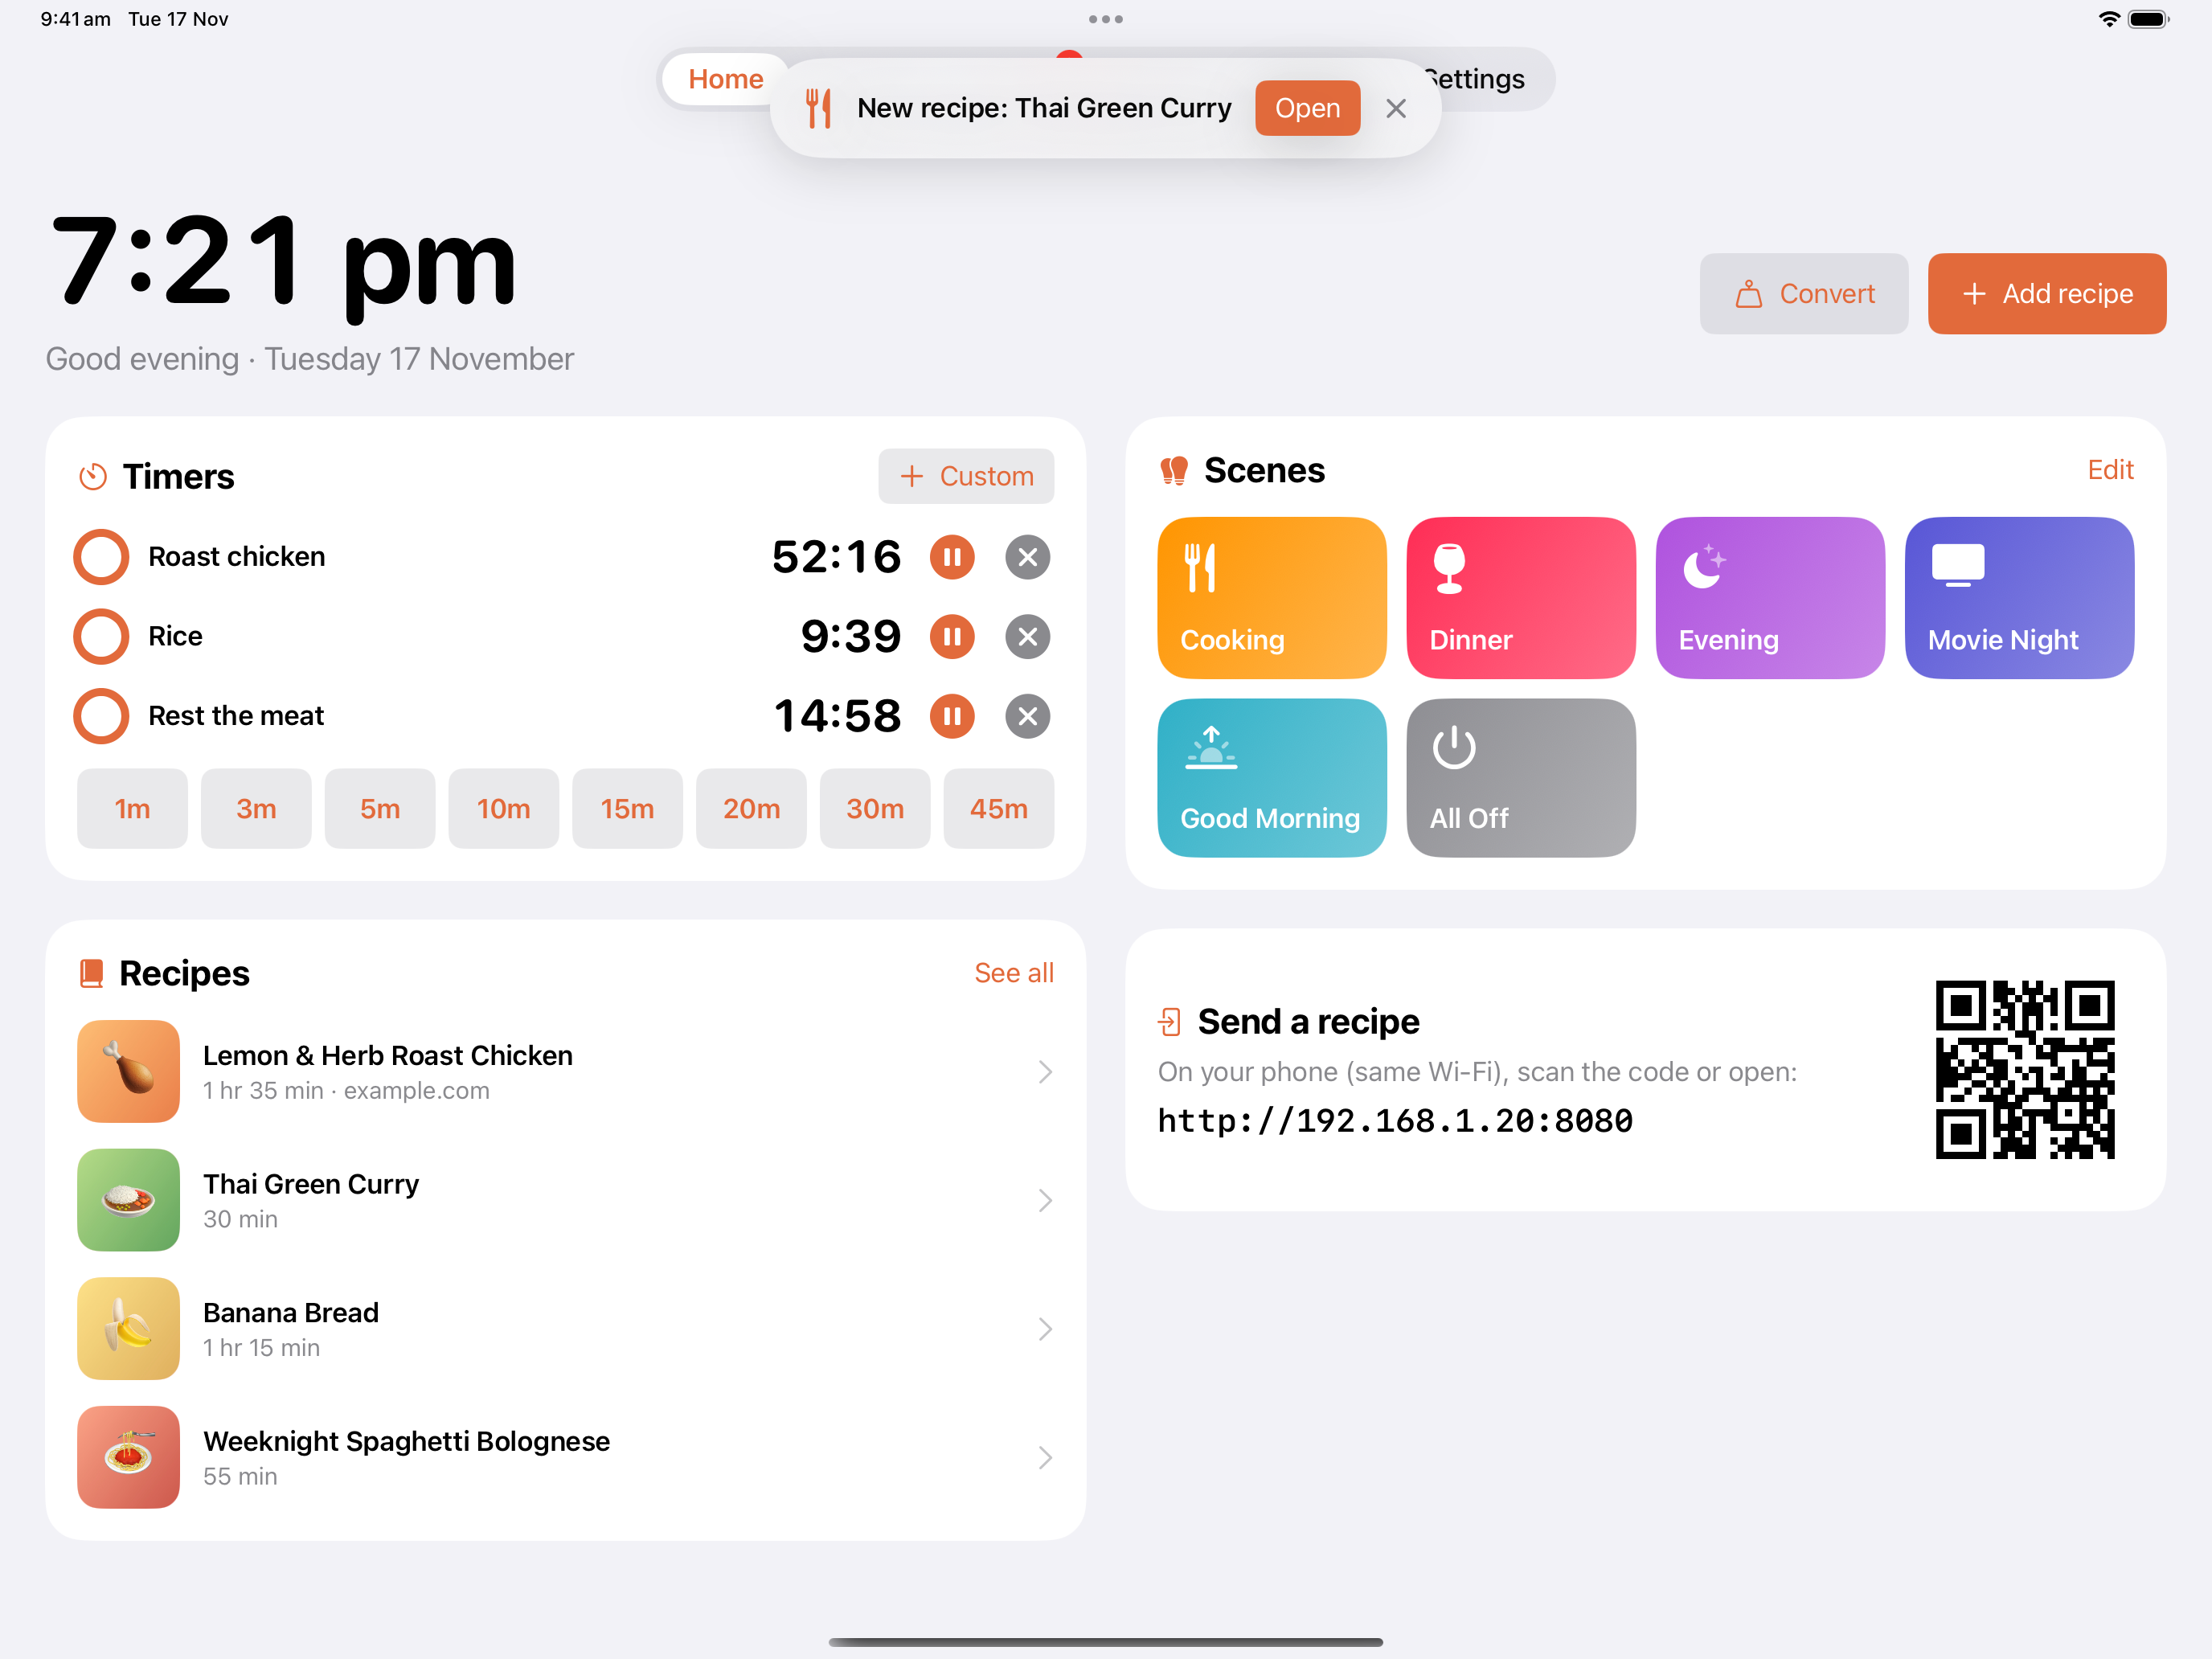 9:41 am Tue 17 Nov
Home
Settings
New recipe: Thai Green Curry
Open
7:21 pm
Good evening · Tuesday 17 November
Convert
+ Add recipe
Timers
+ Custom
Roast chicken 52:16
Rice 9:39
Rest the meat 14:58
1m 3m 5m 10m 15m 20m 30m 45m
Scenes
Edit
Cooking
Dinner
Evening
Movie Night
Good Morning
All Off
Recipes
See all
Lemon & Herb Roast Chicken
1 hr 35 min · example.com
Thai Green Curry
30 min
Banana Bread
1 hr 15 min
Weeknight Spaghetti Bolognese
55 min
Send a recipe
On your phone (same Wi-Fi), scan the code or open:
http://192.168.1.20:8080